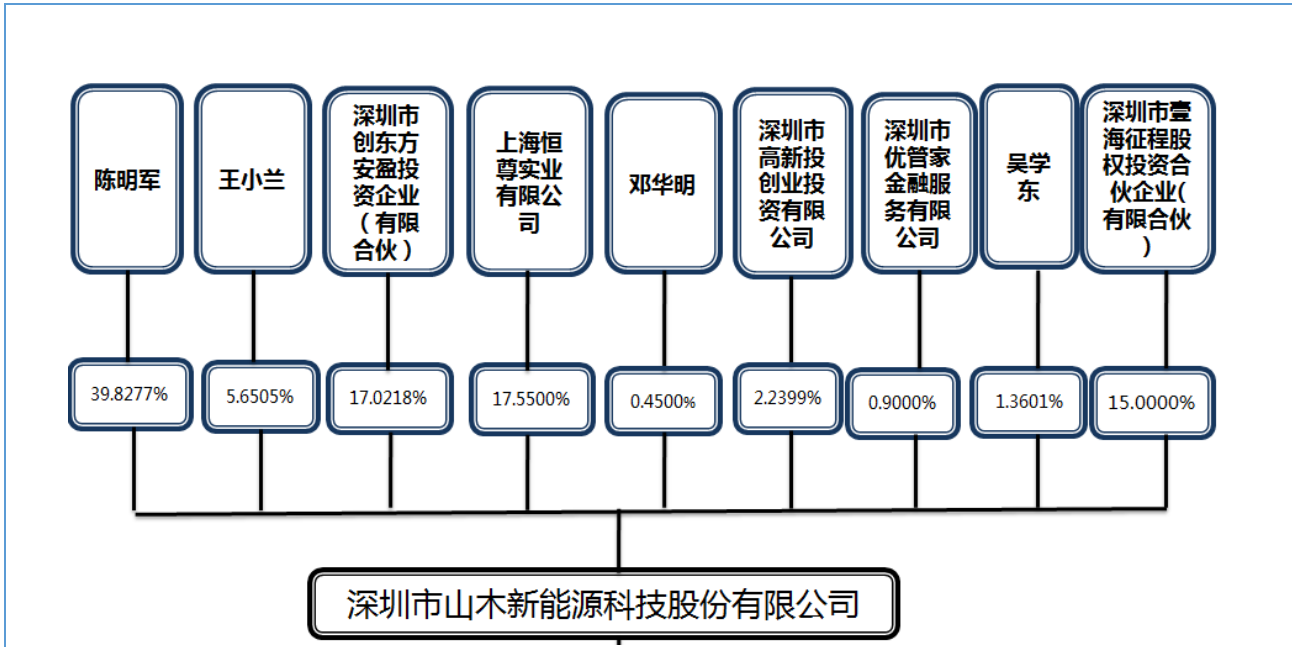 陈明军
王小兰
深圳市
创东方
安盈投
资企业
（有限
合伙）
上海恒
尊实业
有限公
司
邓华明
深圳市
高新投
创业投
资有限
公司
深圳市
优管家
金融服
务有限
公司
吴学
东
深圳市壹
海征程股
权投资合
伙企业(
有限合伙
)
39.8277%
5.6505%
17.0218%
17.5500%
0.4500%
2.2399%
0.9000%
1.3601%
15.0000%
深圳市山木新能源科技股份有限公司